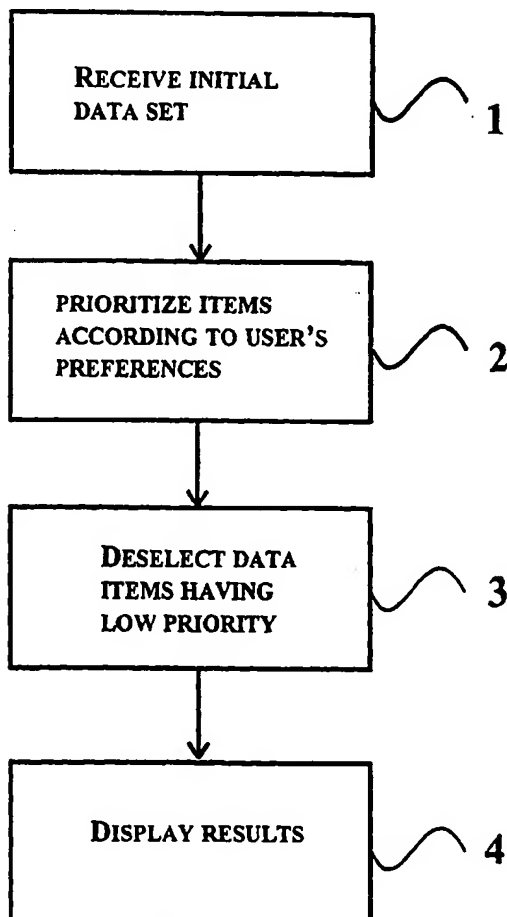 RECEIVE INITIAL
DATA SET
1
PRIORITIZE ITEMS
ACCORDING TO USER'S
PREFERENCES
2
DESELECT DATA
ITEMS HAVING
LOW PRIORITY
3
DISPLAY RESULTS
4